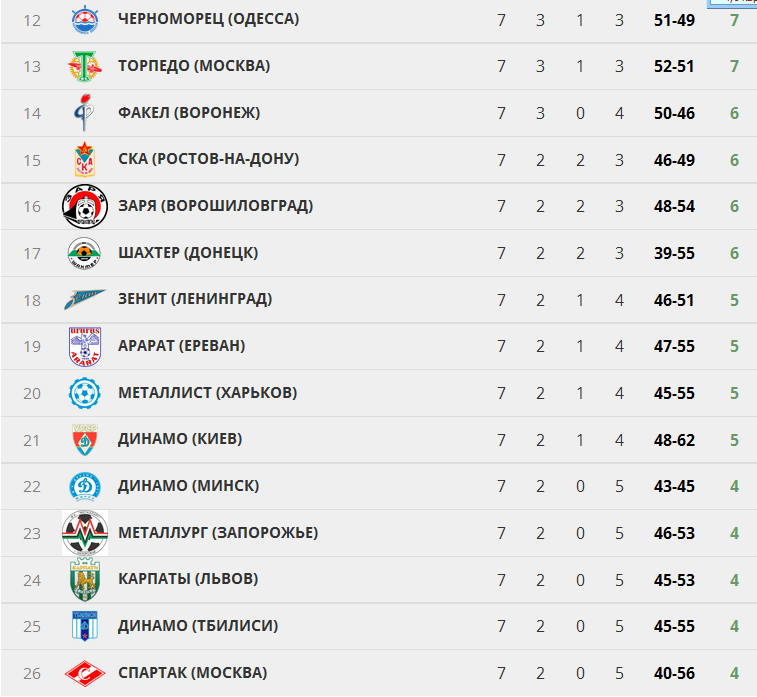 12 ЧЕРНОМОРЕЦ (ОДЕССА) 7 3 1 3 51-49 7
13 ТОРПЕДО (МОСКВА) 7 3 1 3 52-51 7
14 ФАКЕЛ (ВОРОНЕЖ) 7 3 0 4 50-46 6
15 СКА (РОСТОВ-НА-ДОНУ) 7 2 2 3 46-49 6
16 ЗАРЯ (ВОРОШИЛОВГРАД) 7 2 2 3 48-54 6
17 ШАХТЕР (ДОНЕЦК) 7 2 2 3 39-55 6
18 ЗЕНИТ (ЛЕНИНГРАД) 7 2 1 4 46-51 5
19 АРАРАТ (ЕРЕВАН) 7 2 1 4 47-55 5
20 МЕТАЛЛИСТ (ХАРЬКОВ) 7 2 1 4 45-55 5
21 ДИНАМО (КИЕВ) 7 2 1 4 48-62 5
22 ДИНАМО (МИНСК) 7 2 0 5 43-45 4
23 МЕТАЛЛУРГ (ЗАПОРОЖЬЕ) 7 2 0 5 46-53 4
24 КАРПАТЫ (ЛЬВОВ) 7 2 0 5 45-53 4
25 ДИНАМО (ТБИЛИСИ) 7 2 0 5 45-55 4
26 СПАРТАК (МОСКВА) 7 2 0 5 40-56 4